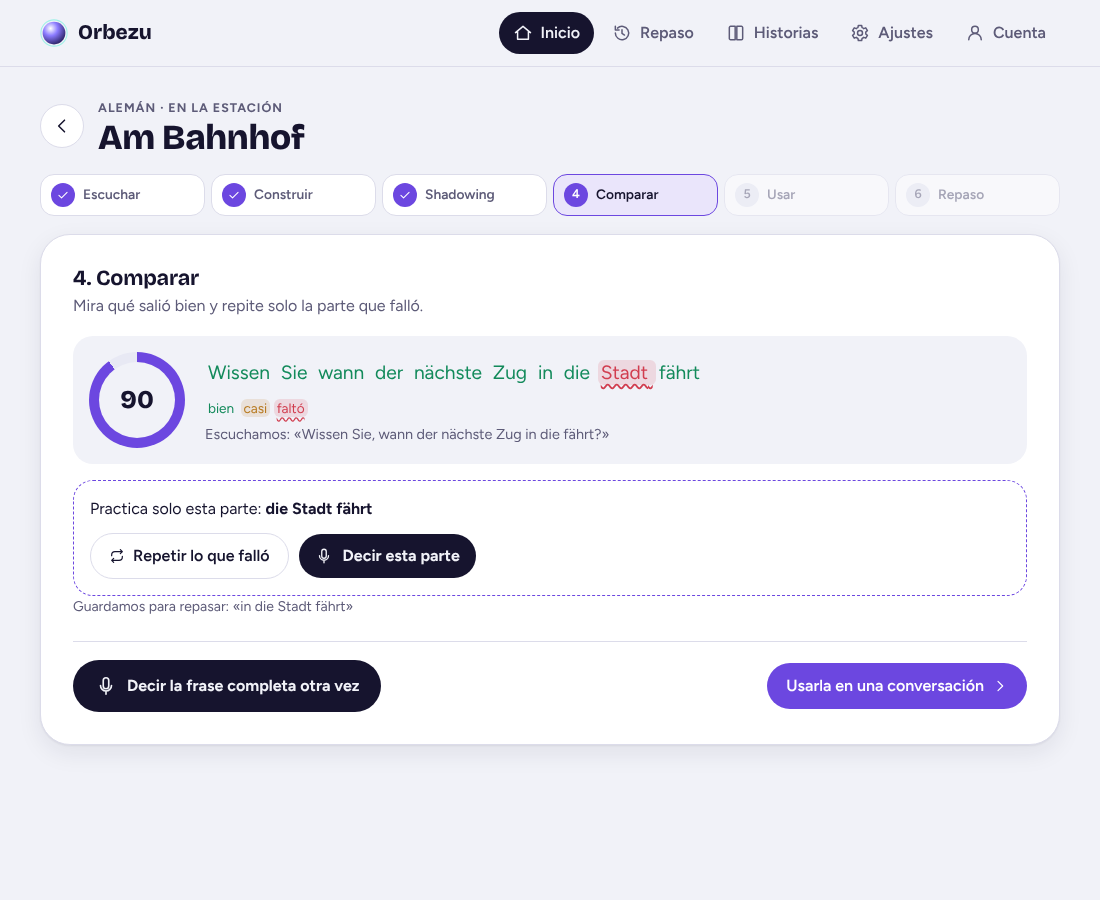 Orbezu
Inicio
Repaso
Historias
Ajustes
Cuenta
ALEMÁN · EN LA ESTACIÓN
Am Bahnhof
Escuchar
Construir
Shadowing
4 Comparar
5 Usar
6 Repaso
4. Comparar
Mira qué salió bien y repite solo la parte que falló.
90
Wissen Sie wann der nächste Zug in die Stadt fährt
bien casi faltó
Escuchamos: «Wissen Sie, wann der nächste Zug in die fährt?»
Practica solo esta parte: die Stadt fährt
Repetir lo que falló
Decir esta parte
Guardamos para repasar: «in die Stadt fährt»
Decir la frase completa otra vez
Usarla en una conversación